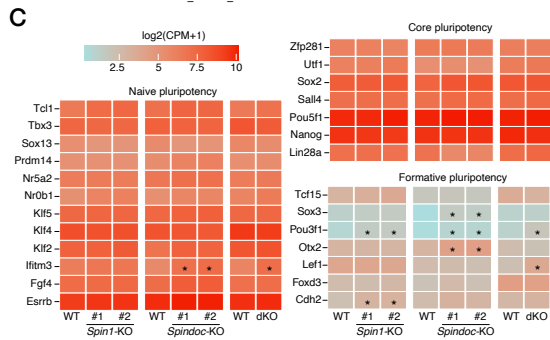 C
log2(CPM+1)
2.5 5.0 7.5 10
Naive pluripotency
Tcl1
Tbx3
Sox13
Prdm14
Nr5a2
Nr0b1
Klf5
Klf4
Klf2
Ifitm3 * * *
Fgf4
Esrrb
WT #1 #2 WT #1 #2 WT dKO
Spin1-KO Spindoc-KO
Core pluripotency
Zfp281
Utf1
Sox2
Sall4
Pou5f1
Nanog
Lin28a
Formative pluripotency
Tcf15
Sox3 * *
Pou3f1 * * * * *
Otx2 * *
Lef1 *
Foxd3
Cdh2 * *
WT #1 #2 WT #1 #2 WT dKO
Spin1-KO Spindoc-KO